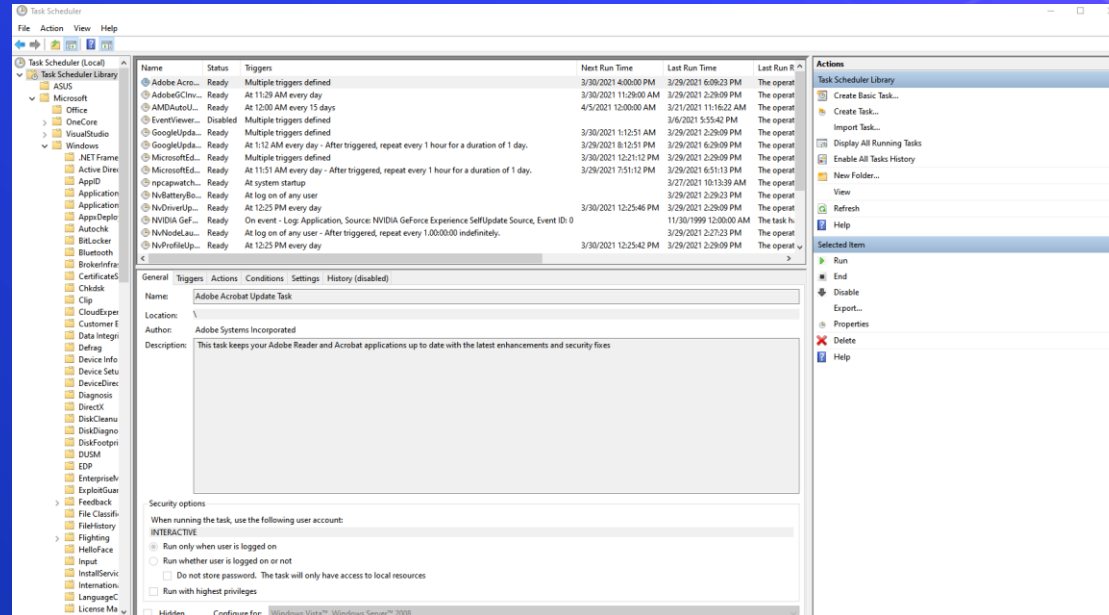 Task Scheduler
File Action View Help
Task Scheduler (Local)
Task Scheduler Library
ASUS
Microsoft
Office
OneCore
VisualStudio
Windows
.NET Frame
Active Direc
AppID
Application
Application
AppxDeplo
Autochk
BitLocker
Bluetooth
BrokerInfra
CertificateS
Chkdsk
Clip
CloudExper
Customer E
Data Integri
Defrag
Device Info
Device Setu
DeviceDirec
Diagnosis
DirectX
DiskCleanu
DiskDiagno
DiskFootpri
DUSM
EDP
EnterpriseM
ExploitGuar
Feedback
File Classifi
FileHistory
Flighting
HelloFace
Input
InstallServic
Internation
LanguageC
License Ma
Name Status Triggers Next Run Time Last Run Time Last Run R
Adobe Acro... Ready Multiple triggers defined 3/30/2021 4:00:00 PM 3/29/2021 6:09:23 PM The operat
AdobeGCInv... Ready At 11:29 AM every day 3/30/2021 11:29:00 AM 3/29/2021 2:29:09 PM The operat
AMDAutoU... Ready At 12:00 AM every 15 days 4/5/2021 12:00:00 AM 3/21/2021 11:16:22 AM The operat
EventViewer... Disabled Multiple triggers defined 3/6/2021 5:55:42 PM The operat
GoogleUpda... Ready Multiple triggers defined 3/30/2021 1:12:51 AM 3/29/2021 2:29:09 PM The operat
GoogleUpda... Ready At 1:12 AM every day - After triggered, repeat every 1 hour for a duration of 1 day. 3/29/2021 8:12:51 PM 3/29/2021 6:29:09 PM The operat
MicrosoftEd... Ready Multiple triggers defined 3/30/2021 12:21:12 PM 3/29/2021 2:29:09 PM The operat
MicrosoftEd... Ready At 11:51 AM every day - After triggered, repeat every 1 hour for a duration of 1 day. 3/29/2021 7:51:12 PM 3/29/2021 6:51:13 PM The operat
npcapwatch... Ready At system startup 3/27/2021 10:13:39 AM The operat
NvBatteryBo... Ready At log on of any user 3/29/2021 2:29:23 PM The operat
NvDriverUp... Ready At 12:25 PM every day 3/30/2021 12:25:46 PM 3/29/2021 2:29:09 PM The operat
NVIDIA GeF... Ready On event - Log: Application, Source: NVIDIA GeForce Experience SelfUpdate Source, Event ID: 0 11/30/1999 12:00:00 AM The task h
NvNodeLau... Ready At log on of any user - After triggered, repeat every 1.00:00:00 indefinitely. 3/29/2021 2:27:23 PM The operat
NvProfileUp... Ready At 12:25 PM every day 3/30/2021 12:25:42 PM 3/29/2021 2:29:09 PM The operat
General Triggers Actions Conditions Settings History (disabled)
Name: Adobe Acrobat Update Task
Location: \
Author: Adobe Systems Incorporated
Description: This task keeps your Adobe Reader and Acrobat applications up to date with the latest enhancements and security fixes
Security options
When running the task, use the following user account:
INTERACTIVE
Run only when user is logged on
Run whether user is logged on or not
Do not store password. The task will only have access to local resources
Run with highest privileges
Hidden Configure for: Windows Vista™, Windows Server™ 2008
Actions
Task Scheduler Library
Create Basic Task...
Create Task...
Import Task...
Display All Running Tasks
Enable All Tasks History
New Folder...
View
Refresh
Help
Selected Item
Run
End
Disable
Export...
Properties
Delete
Help